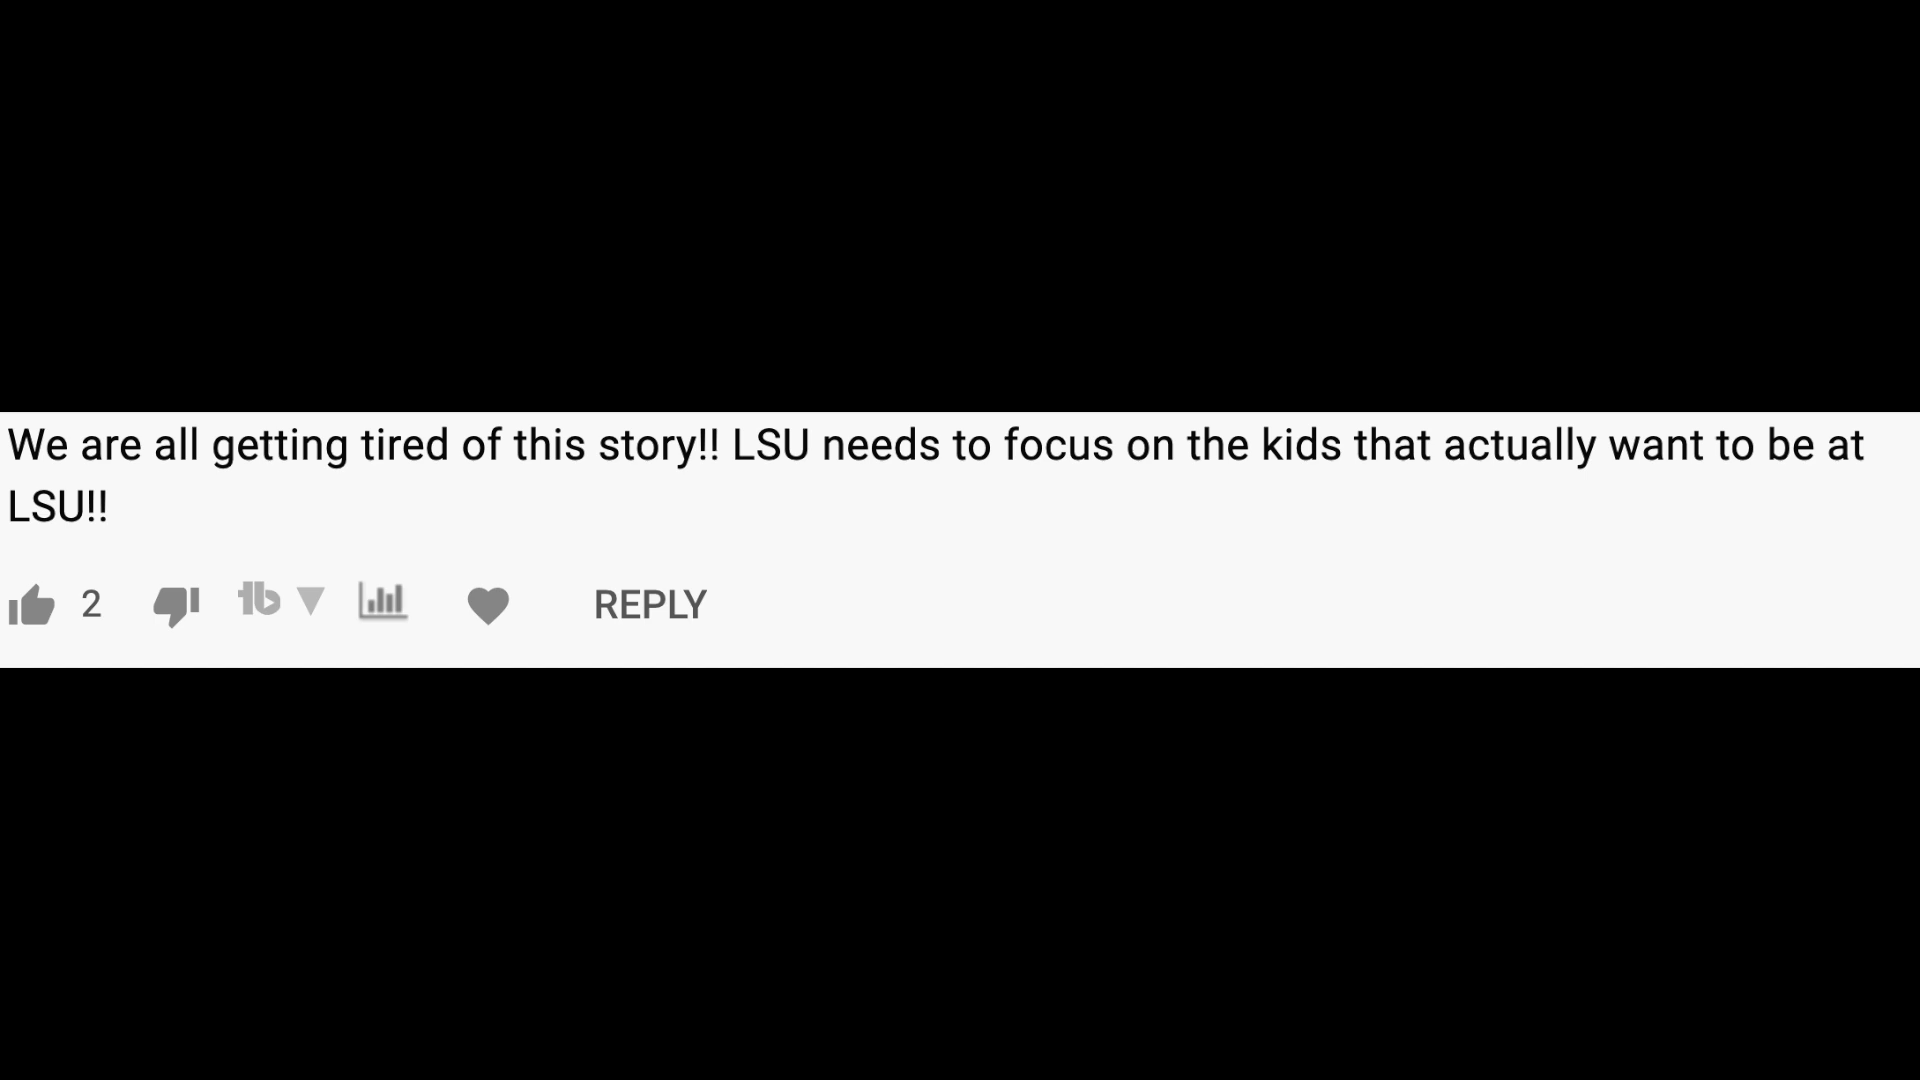 We are all getting tired of this story!! LSU needs to focus on the kids that actually want to be at
LSU!!
2 tb REPLY